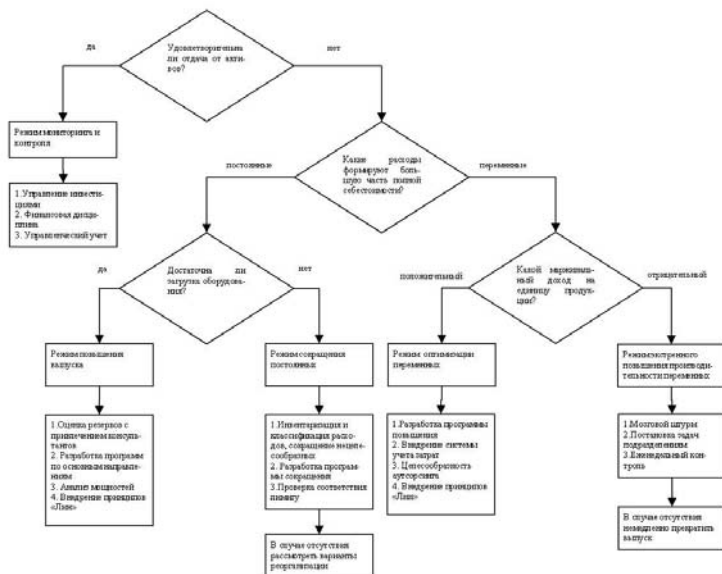 да
Удовлетворительна
ли отдача от акти-
вов?
нет
Режим мониторинга и
контроля
постоянные
Какие расходы
формируют боль-
шую часть полной
себестоимости?
переменные
1.Управление инвести-
циями
2. Финансовая дисци-
плина
3. Управленческий учет
да
Достаточна ли
загрузка оборудова-
ния?
нет
положительный
Какой маржиналь-
ный доход на
единицу продук-
ции?
отрицательный
Режим повышения
выпуска
Режим сокращения
постоянных
Режим оптимизации
переменных
Режим экстренного
повышения производи-
тельности переменных
1.Оценка резервов с
привлечением консуль-
тантов
2. Разработка программ
по основным направле-
ниям
3. Анализ мощностей
4. Внедрение принципов
«Лин»
1.Инвентаризация и
классификация расхо-
дов, сокращение нецеле-
сообразных
2. Разработка програм-
мы сокращения
3.Проверка соответствия
лимиту
1.Разработка программы
повышения
2. Внедрение системы
учета затрат
3. Целесообразность
аутсорсинга
4. Внедрение принципов
«Лин»
1.Мозговой штурм
2.Постановка задач
подразделениям
3.Еженедельный кон-
троль
В случае отсутствия
рассмотреть варианты
реорганизации
В случае отсутствия
немедленно прекратить
выпуск